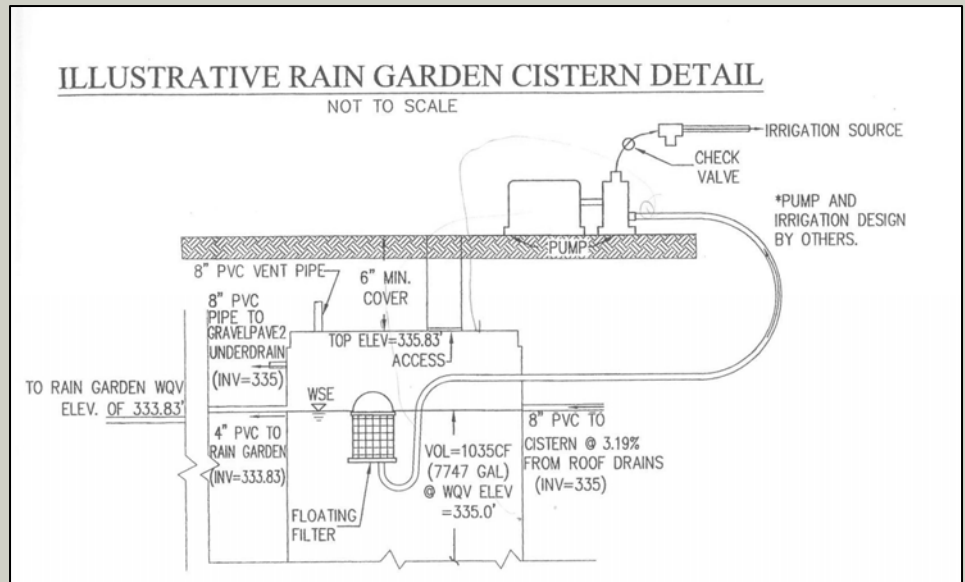 ILLUSTRATIVE RAIN GARDEN CISTERN DETAIL
NOT TO SCALE
IRRIGATION SOURCE
CHECK
VALVE
*PUMP AND
IRRIGATION DESIGN
BY OTHERS.
PUMP
8" PVC VENT PIPE
6" MIN.
COVER
8" PVC
PIPE TO
GRAVELPAVE2
UNDERDRAIN
(INV=335)
TOP ELEV=335.83'
ACCESS
TO RAIN GARDEN WQV
ELEV. OF 333.83'
WSE
4" PVC TO
RAIN GARDEN
(INV=333.83)
VOL=1035CF
(7747 GAL)
@ WQV ELEV
=335.0'
8" PVC TO
CISTERN @ 3.19%
FROM ROOF DRAINS
(INV=335)
FLOATING
FILTER